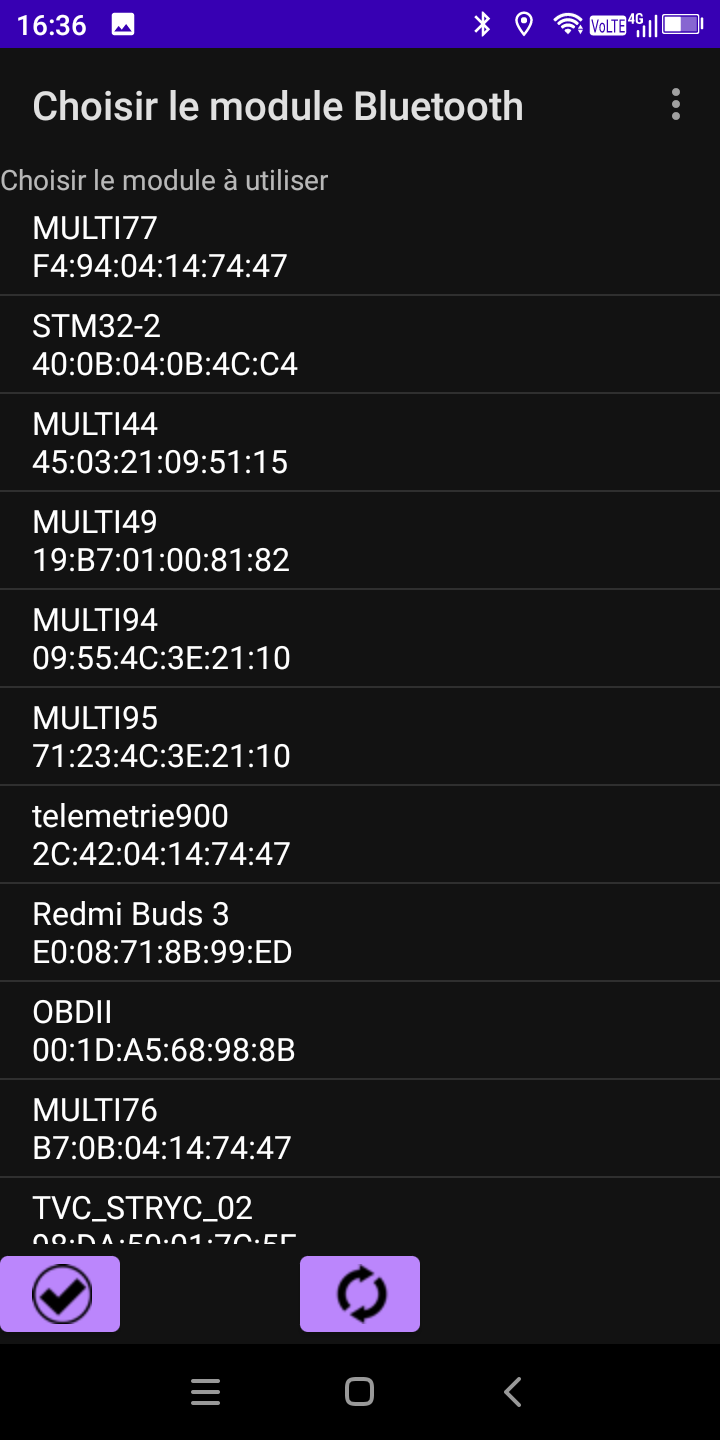 16:36
VoLTE 4G
Choisir le module Bluetooth
Choisir le module à utiliser
MULTI77
F4:94:04:14:74:47
STM32-2
40:0B:04:0B:4C:C4
MULTI44
45:03:21:09:51:15
MULTI49
19:B7:01:00:81:82
MULTI94
09:55:4C:3E:21:10
MULTI95
71:23:4C:3E:21:10
telemetrie900
2C:42:04:14:74:47
Redmi Buds 3
E0:08:71:8B:99:ED
OBDII
00:1D:A5:68:98:8B
MULTI76
B7:0B:04:14:74:47
TVC_STRYC_02